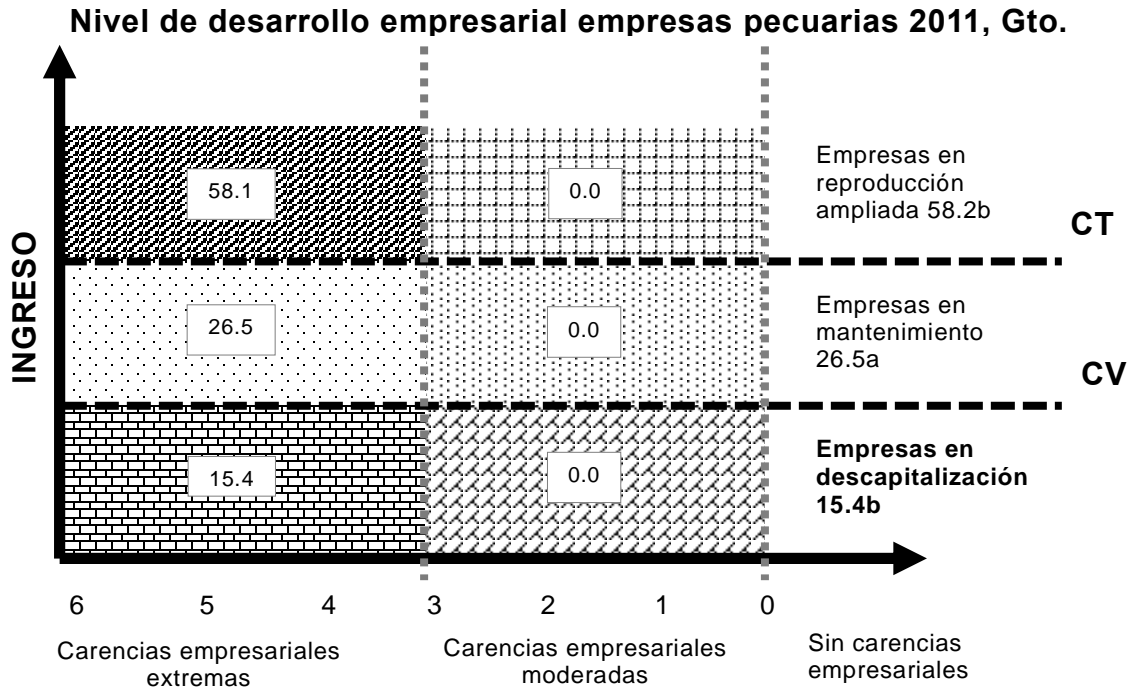 Nivel de desarrollo empresarial empresas pecuarias 2011, Gto.
INGRESO
58.1
0.0
Empresas en
reproducción
ampliada 58.2b
CT
26.5
0.0
Empresas en
mantenimiento
26.5a
CV
15.4
0.0
Empresas en
descapitalización
15.4b
6 5 4 3 2 1 0
Carencias empresariales
extremas
Carencias empresariales
moderadas
Sin carencias
empresariales